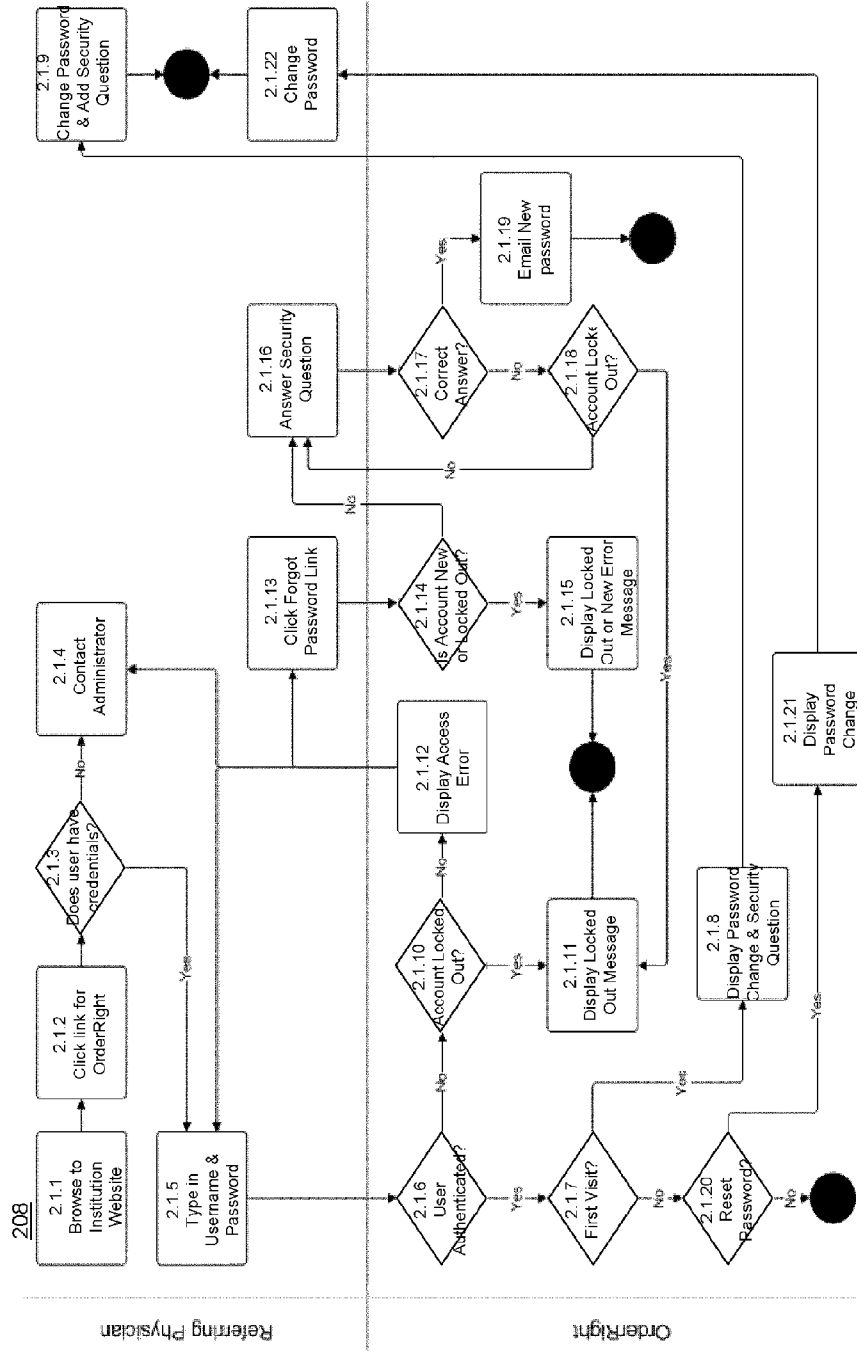 208
2.1.1
Browse to
Institution
Website
2.1.2
Click link for
OrderRight
2.1.3
Does user have
credentials?
No
Yes
2.1.4
Contact
Administrator
2.1.5
Type in
Username &
Password
2.1.9
Change Password
& Add Security
Question
2.1.13
Click Forgot
Password Link
2.1.16
Answer Security
Question
2.1.22
Change
Password
Referring Physician
2.1.6
User
Authenticated?
No
Yes
2.1.10
Account Locked
Out?
No
Yes
2.1.12
Display Access
Error
2.1.14
Is Account New
or Locked Out?
No
Yes
2.1.17
Correct
Answer?
Yes
No
2.1.19
Email New
password
2.1.7
First Visit?
Yes
No
2.1.11
Display Locked
Out Message
2.1.15
Display Locked
Out or New Error
Message
2.1.18
Account Locke
Out?
No
Yes
2.1.20
Reset
Password?
Yes
No
2.1.8
Display Password
Change & Security
Question
2.1.21
Display
Password
Change
OrderRight